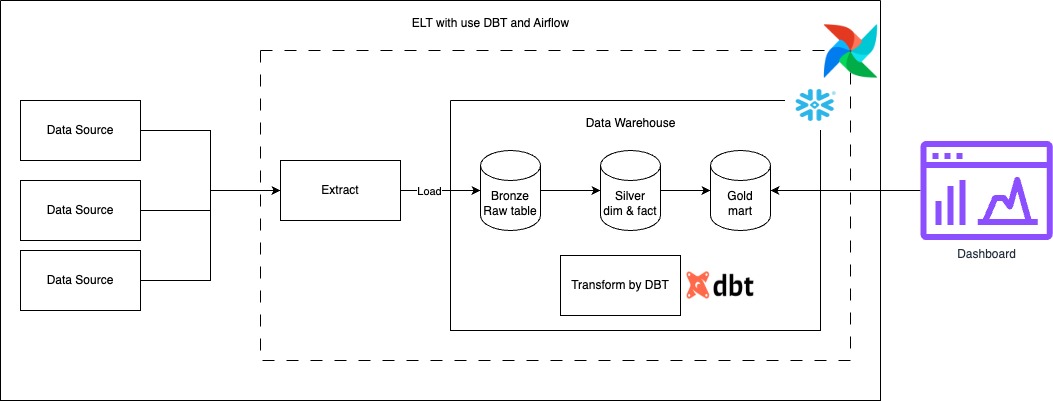 ELT with use DBT and Airflow
Data Warehouse
Data Source
Data Source
Data Source
Extract
Load
Bronze
Raw table
Silver
dim & fact
Gold
mart
Transform by DBT
dbt
Dashboard